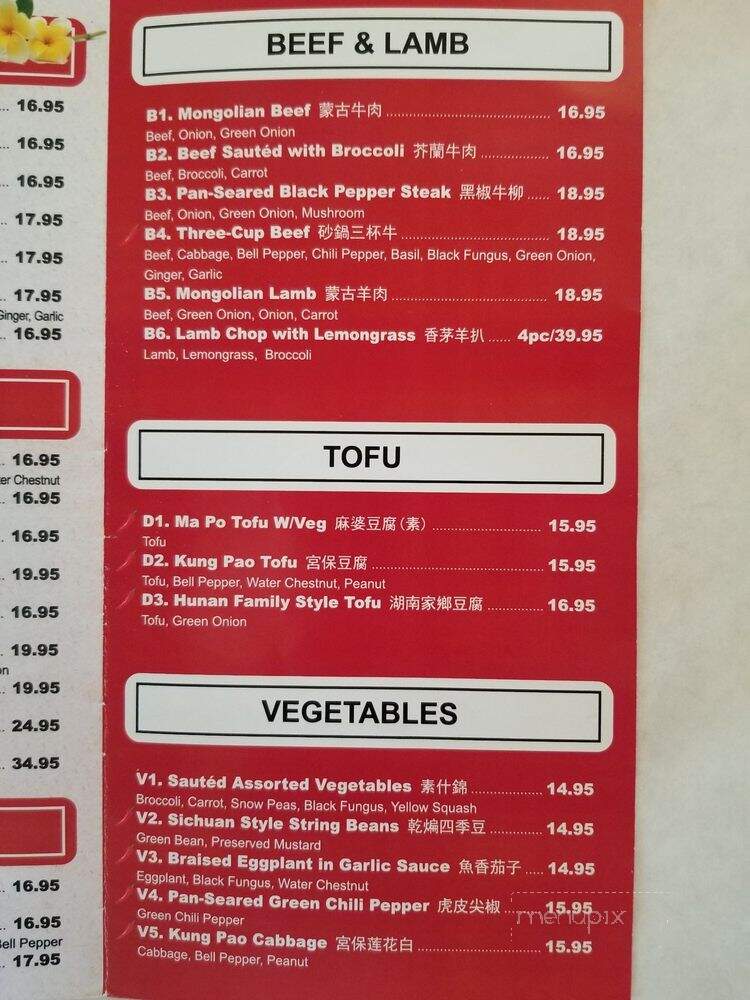 16.95
16.95
16.95
17.95
17.95
17.95
Ginger, Garlic
16.95
16.95
er Chestnut
16.95
16.95
19.95
16.95
19.95
on
19.95
24.95
34.95
16.95
16.95
Bell Pepper
17.95
BEEF & LAMB
B1. Mongolian Beef 蒙古牛肉 16.95
Beef, Onion, Green Onion
B2. Beef Sautéd with Broccoli 芥蘭牛肉 16.95
Beef, Broccoli, Carrot
B3. Pan-Seared Black Pepper Steak 黑椒牛柳 ...... 18.95
Beef, Onion, Green Onion, Mushroom
B4. Three-Cup Beef 砂鍋三杯牛 18.95
Beef, Cabbage, Bell Pepper, Chili Pepper, Basil, Black Fungus, Green Onion,
Ginger, Garlic
B5. Mongolian Lamb 蒙古羊肉 18.95
Beef, Green Onion, Onion, Carrot
B6. Lamb Chop with Lemongrass 香茅羊扒 ...... 4pc/39.95
Lamb, Lemongrass, Broccoli
TOFU
D1. Ma Po Tofu W/Veg 麻婆豆腐(素) 15.95
Tofu
D2. Kung Pao Tofu 宮保豆腐 15.95
Tofu, Bell Pepper, Water Chestnut, Peanut
D3. Hunan Family Style Tofu 湖南家鄉豆腐 16.95
Tofu, Green Onion
VEGETABLES
V1. Sautéd Assorted Vegetables 素什錦 14.95
Broccoli, Carrot, Snow Peas, Black Fungus, Yellow Squash
V2. Sichuan Style String Beans 乾煸四季豆 14.95
Green Bean, Preserved Mustard
V3. Braised Eggplant in Garlic Sauce 魚香茄子 ..... 14.95
Eggplant, Black Fungus, Water Chestnut
V4. Pan-Seared Green Chili Pepper 虎皮尖椒 15.95
Green Chili Pepper
V5. Kung Pao Cabbage 宮保莲花白 15.95
Cabbage, Bell Pepper, Peanut
menupix